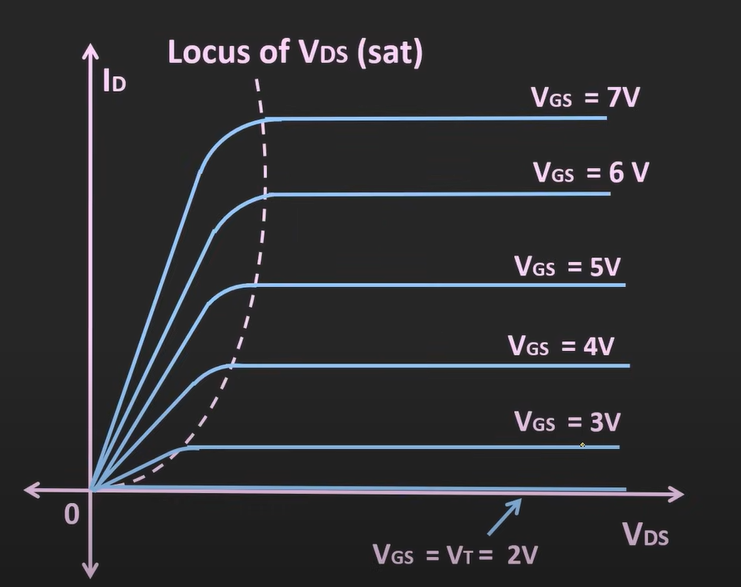 Locus of VDS (sat)
ID
VGS = 7V
VGS = 6 V
VGS = 5V
VGS = 4V
VGS = 3V
0
VDS
VGS = VT = 2V